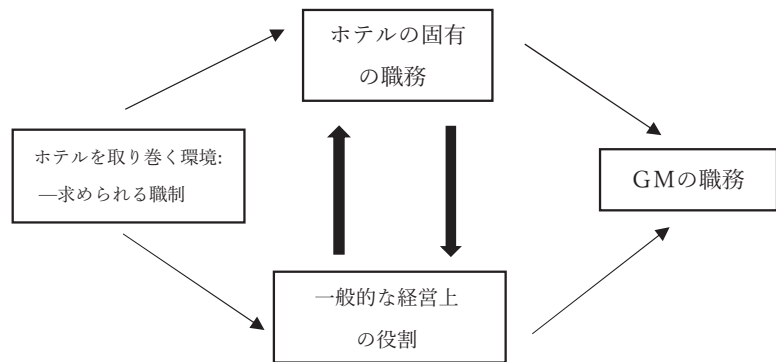 ホテルの固有
の職務
ホテルを取り巻く環境:
―求められる職制
GMの職務
一般的な経営上
の役割